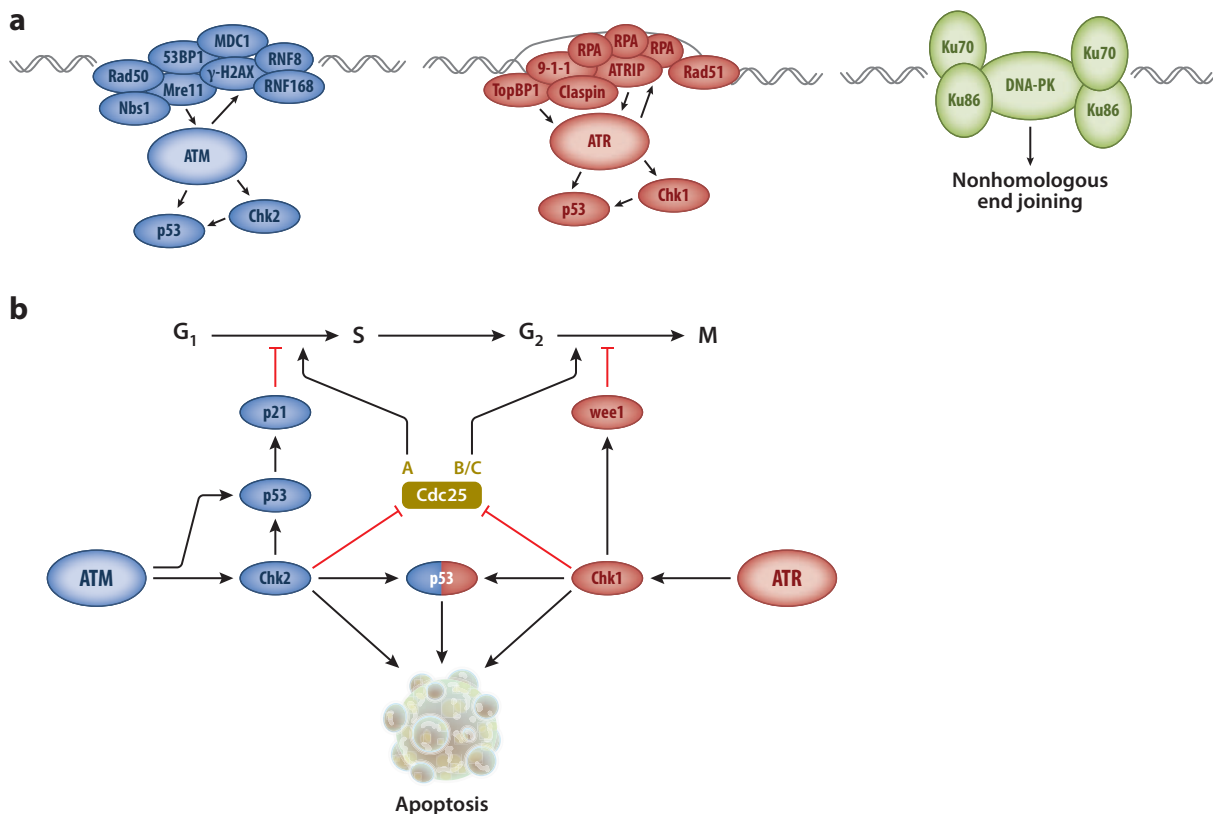 a
MDC1
53BP1
RNF8
Rad50
γ-H2AX
Mre11
RNF168
Nbs1
ATM
p53
Chk2
RPA
RPA
RPA
9-1-1
ATRIP
Rad51
TopBP1
Claspin
ATR
p53
Chk1
Ku70
Ku70
DNA-PK
Ku86
Ku86
Nonhomologous
end joining
b
G1 S G2 M
p21
wee1
A B/C
Cdc25
p53
ATM
Chk2
p53
Chk1
ATR
Apoptosis